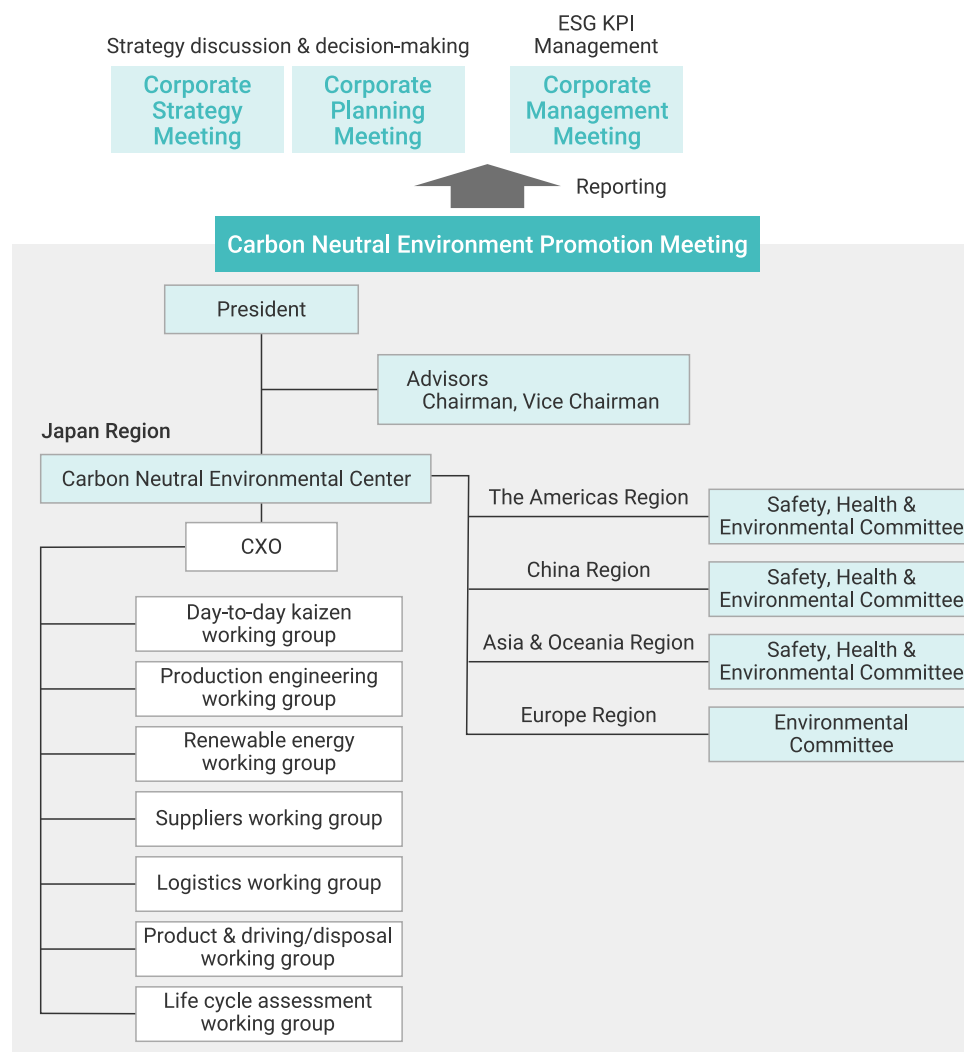 Strategy discussion & decision-making
ESG KPI
Management
Corporate
Strategy
Meeting
Corporate
Planning
Meeting
Corporate
Management
Meeting
Reporting
Carbon Neutral Environment Promotion Meeting
President
Advisors
Chairman, Vice Chairman
Japan Region
Carbon Neutral Environmental Center
CXO
Day-to-day kaizen
working group
Production engineering
working group
Renewable energy
working group
Suppliers working group
Logistics working group
Product & driving/disposal
working group
Life cycle assessment
working group
The Americas Region
Safety, Health &
Environmental Committee
China Region
Safety, Health &
Environmental Committee
Asia & Oceania Region
Safety, Health &
Environmental Committee
Europe Region
Environmental
Committee